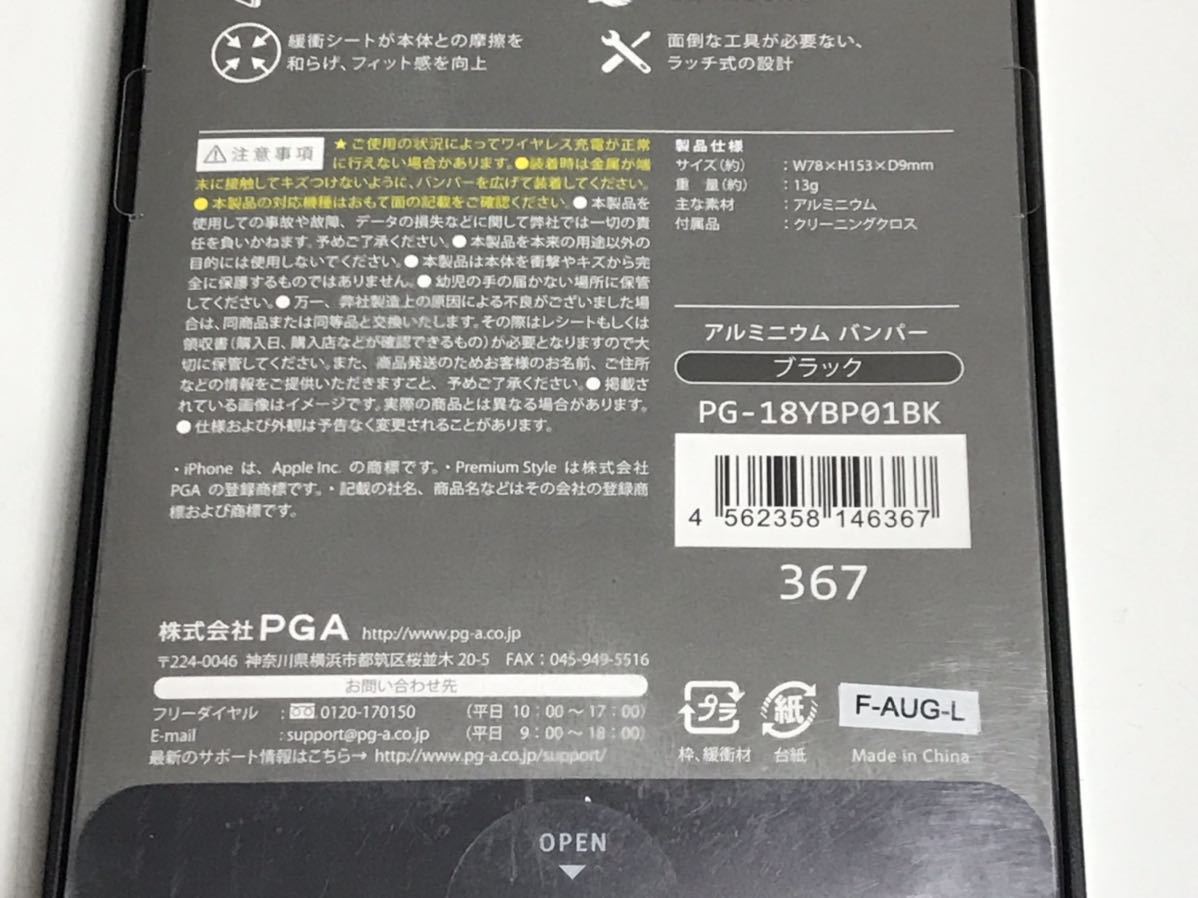 緩衝シートが本体との摩擦を
和らげ、フィット感を向上
面倒な工具が必要ない、
ラッチ式の設計
注意事項
★ご使用の状況によってワイヤレス充電が正常
に行えない場合があります。●装着時は金属が端
末に接触してキズつけないように、バンパーを広げて装着してください。
●本製品の対応機種はおもて面の記載をご確認ください。●本製品を
使用しての事故や故障、データの損失などに関して弊社では一切の責
任を負いかねます。予めご了承ください。●本製品を本来の用途以外の
目的には使用しないでください。●本製品は本体を衝撃やキズから完
全に保護するものではありません。●幼児の手の届かない場所に保管
してください。●万一、弊社製造上の原因による不良がございました場
合は、同商品または同等品と交換いたします。その際はレシートもしくは
領収書（購入日、購入店などが確認できるもの）が必要となりますので大
切に保管してください。また、商品発送のためお客様のお名前、ご住所
などの情報をご提供いただきますこと、予めご了承ください。●掲載さ
れている画像はイメージです。実際の商品とは異なる場合があります。
●仕様および外観は予告なく変更されることがあります。
・iPhone は、Apple Inc. の商標です。・Premium Style は株式会社
PGA の登録商標です。・記載の社名、商品名などはその会社の登録商
標および商標です。
製品仕様
サイズ（約） ：W78×H153×D9mm
重 量（約） ：13g
主な素材 ：アルミニウム
付属品 ：クリーニングクロス
アルミニウム バンパー
ブラック
PG-18YBP01BK
4 562358 146367
367
株式会社 PGA http://www.pg-a.co.jp
〒224-0046 神奈川県横浜市都筑区桜並木 20-5 FAX：045-949-5516
お問い合わせ先
フリーダイヤル ： 0120-170150 （平日 10：00～17：00）
E-mail ：support@pg-a.co.jp （平日 9：00～18：00）
最新のサポート情報はこちら→ http://www.pg-a.co.jp/support/
プラ
紙
枠、緩衝材
台紙
F-AUG-L
Made in China
OPEN